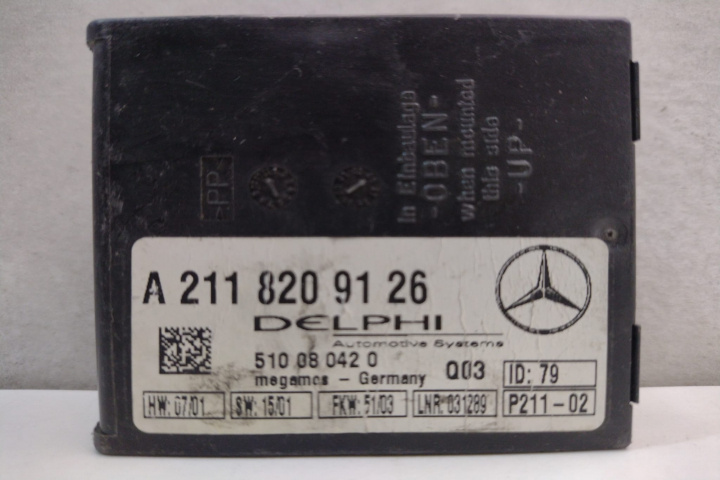 In Einbaulage
-OBEN-
when mounted
this side
-UP-
>PP<
A 211 820 91 26
DELPHI
Automotive Systems
510 08 042 0
megamos - Germany
Q03
ID: 79
HW: 07/01
SW: 15/01
FKW: 51/03
LNR: 031289
P211-02